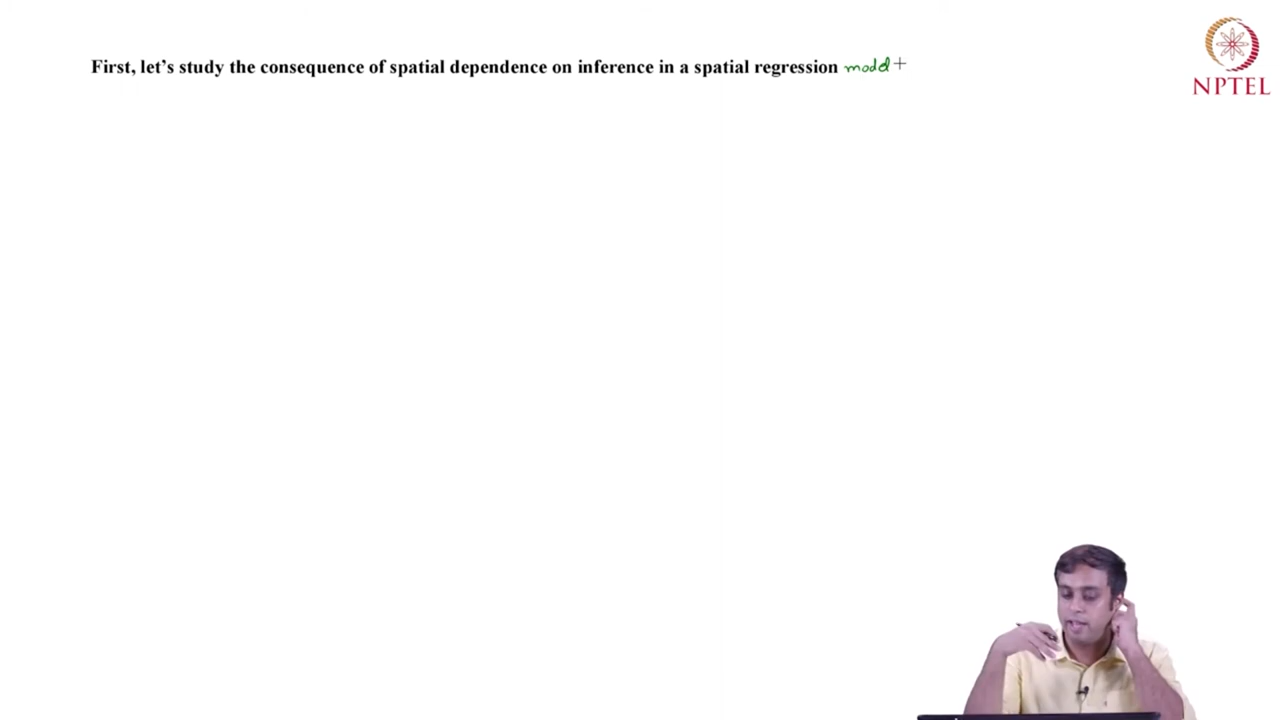 First, let’s study the consequence of spatial dependence on inference in a spatial regression model
NPTEL